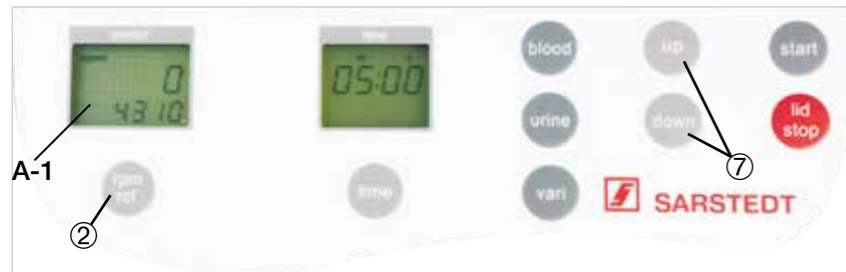 speed
0
4310
A-1
rpm
rcf
2
time
05:00
time
blood
urine
vari
up
down
7
start
lid
stop
SARSTEDT